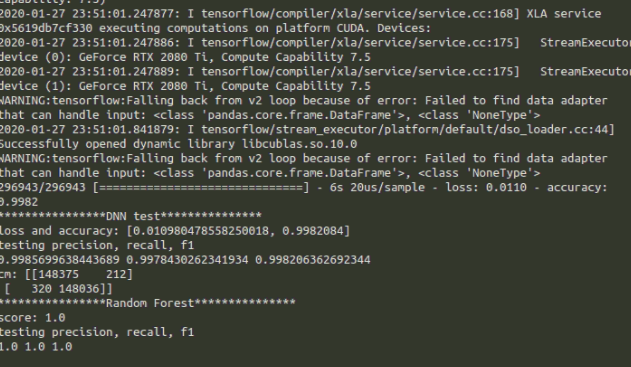 capability: 7.5)
2020-01-27 23:51:01.247877: I tensorflow/compiler/xla/service/service.cc:168] XLA service
0x5619db7cf330 executing computations on platform CUDA. Devices:
2020-01-27 23:51:01.247886: I tensorflow/compiler/xla/service/service.cc:175]   StreamExecutor
device (0): GeForce RTX 2080 Ti, Compute Capability 7.5
2020-01-27 23:51:01.247889: I tensorflow/compiler/xla/service/service.cc:175]   StreamExecutor
device (1): GeForce RTX 2080 Ti, Compute Capability 7.5
WARNING:tensorflow:Falling back from v2 loop because of error: Failed to find data adapter
that can handle input: <class 'pandas.core.frame.DataFrame'>, <class 'NoneType'>
2020-01-27 23:51:01.841879: I tensorflow/stream_executor/platform/default/dso_loader.cc:44]
Successfully opened dynamic library libcublas.so.10.0
WARNING:tensorflow:Falling back from v2 loop because of error: Failed to find data adapter
that can handle input: <class 'pandas.core.frame.DataFrame'>, <class 'NoneType'>
296943/296943 [==============================] - 6s 20us/sample - loss: 0.0110 - accuracy:
0.9982
****************DNN test***************
loss and accuracy: [0.010980478558250018, 0.9982084]
testing precision, recall, f1
0.9985699638443689 0.9978430262341934 0.998206362692344
cm: [[148375    212]
 [   320 148036]]
****************Random Forest***************
score: 1.0
testing precision, recall, f1
1.0 1.0 1.0